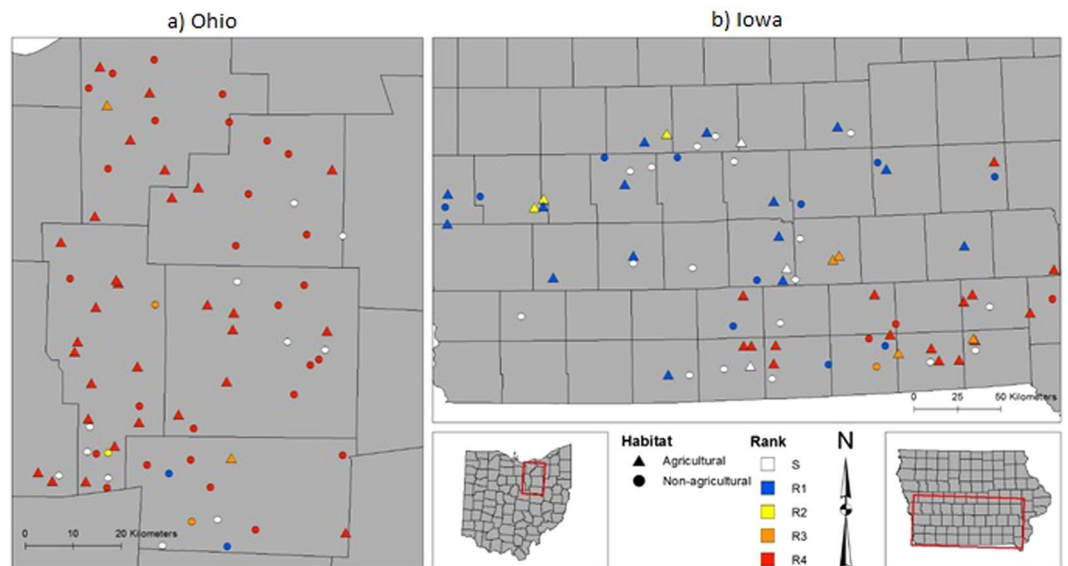 a) Ohio
b) Iowa
0 10 20 Kilometers
0 25 50 Kilometers
Habitat
Agricultural
Non-agricultural
Rank
S
R1
R2
R3
R4
N